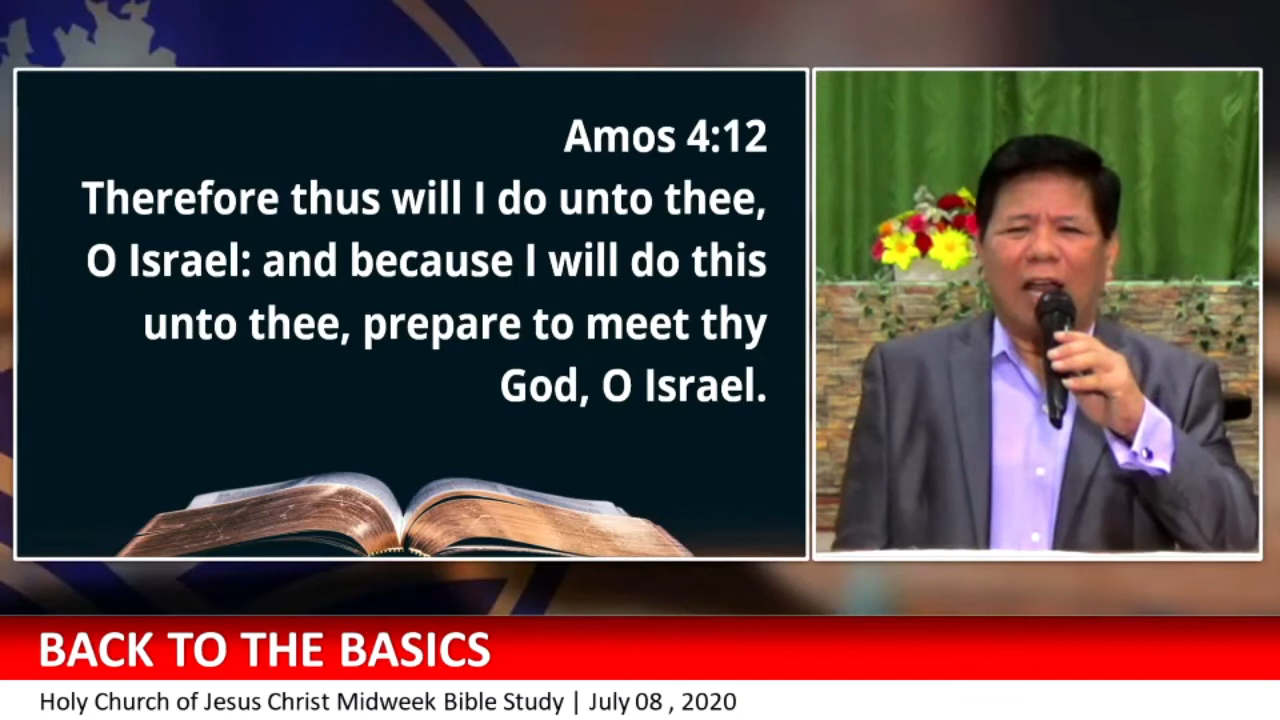 Amos 4:12
Therefore thus will I do unto thee,
O Israel: and because I will do this
unto thee, prepare to meet thy
God, O Israel.
BACK TO THE BASICS
Holy Church of Jesus Christ Midweek Bible Study | July 08 , 2020